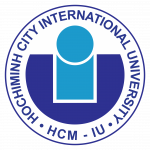 HOCHIMINH CITY INTERNATIONAL UNIVERSITY
• HCM - IU •